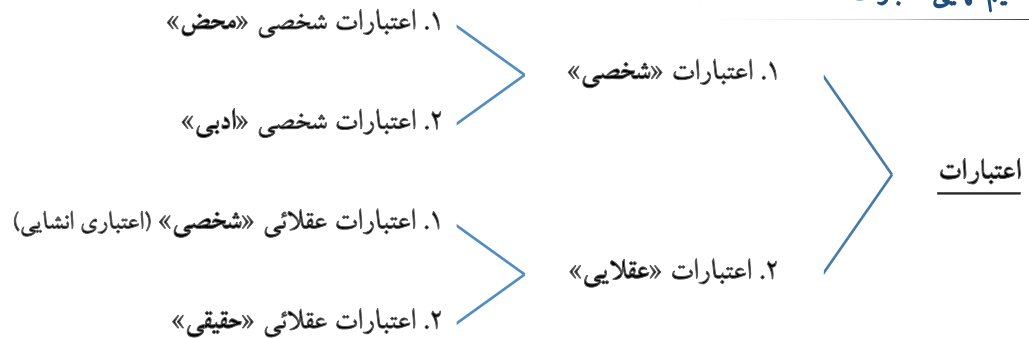 اعتبارات
۱. اعتبارات «شخصی»
۱. اعتبارات شخصی «محض»
۲. اعتبارات شخصی «ادبی»
۲. اعتبارات «عقلایی»
۱. اعتبارات عقلائی «شخصی» (اعتباری انشایی)
۲. اعتبارات عقلائی «حقیقی»